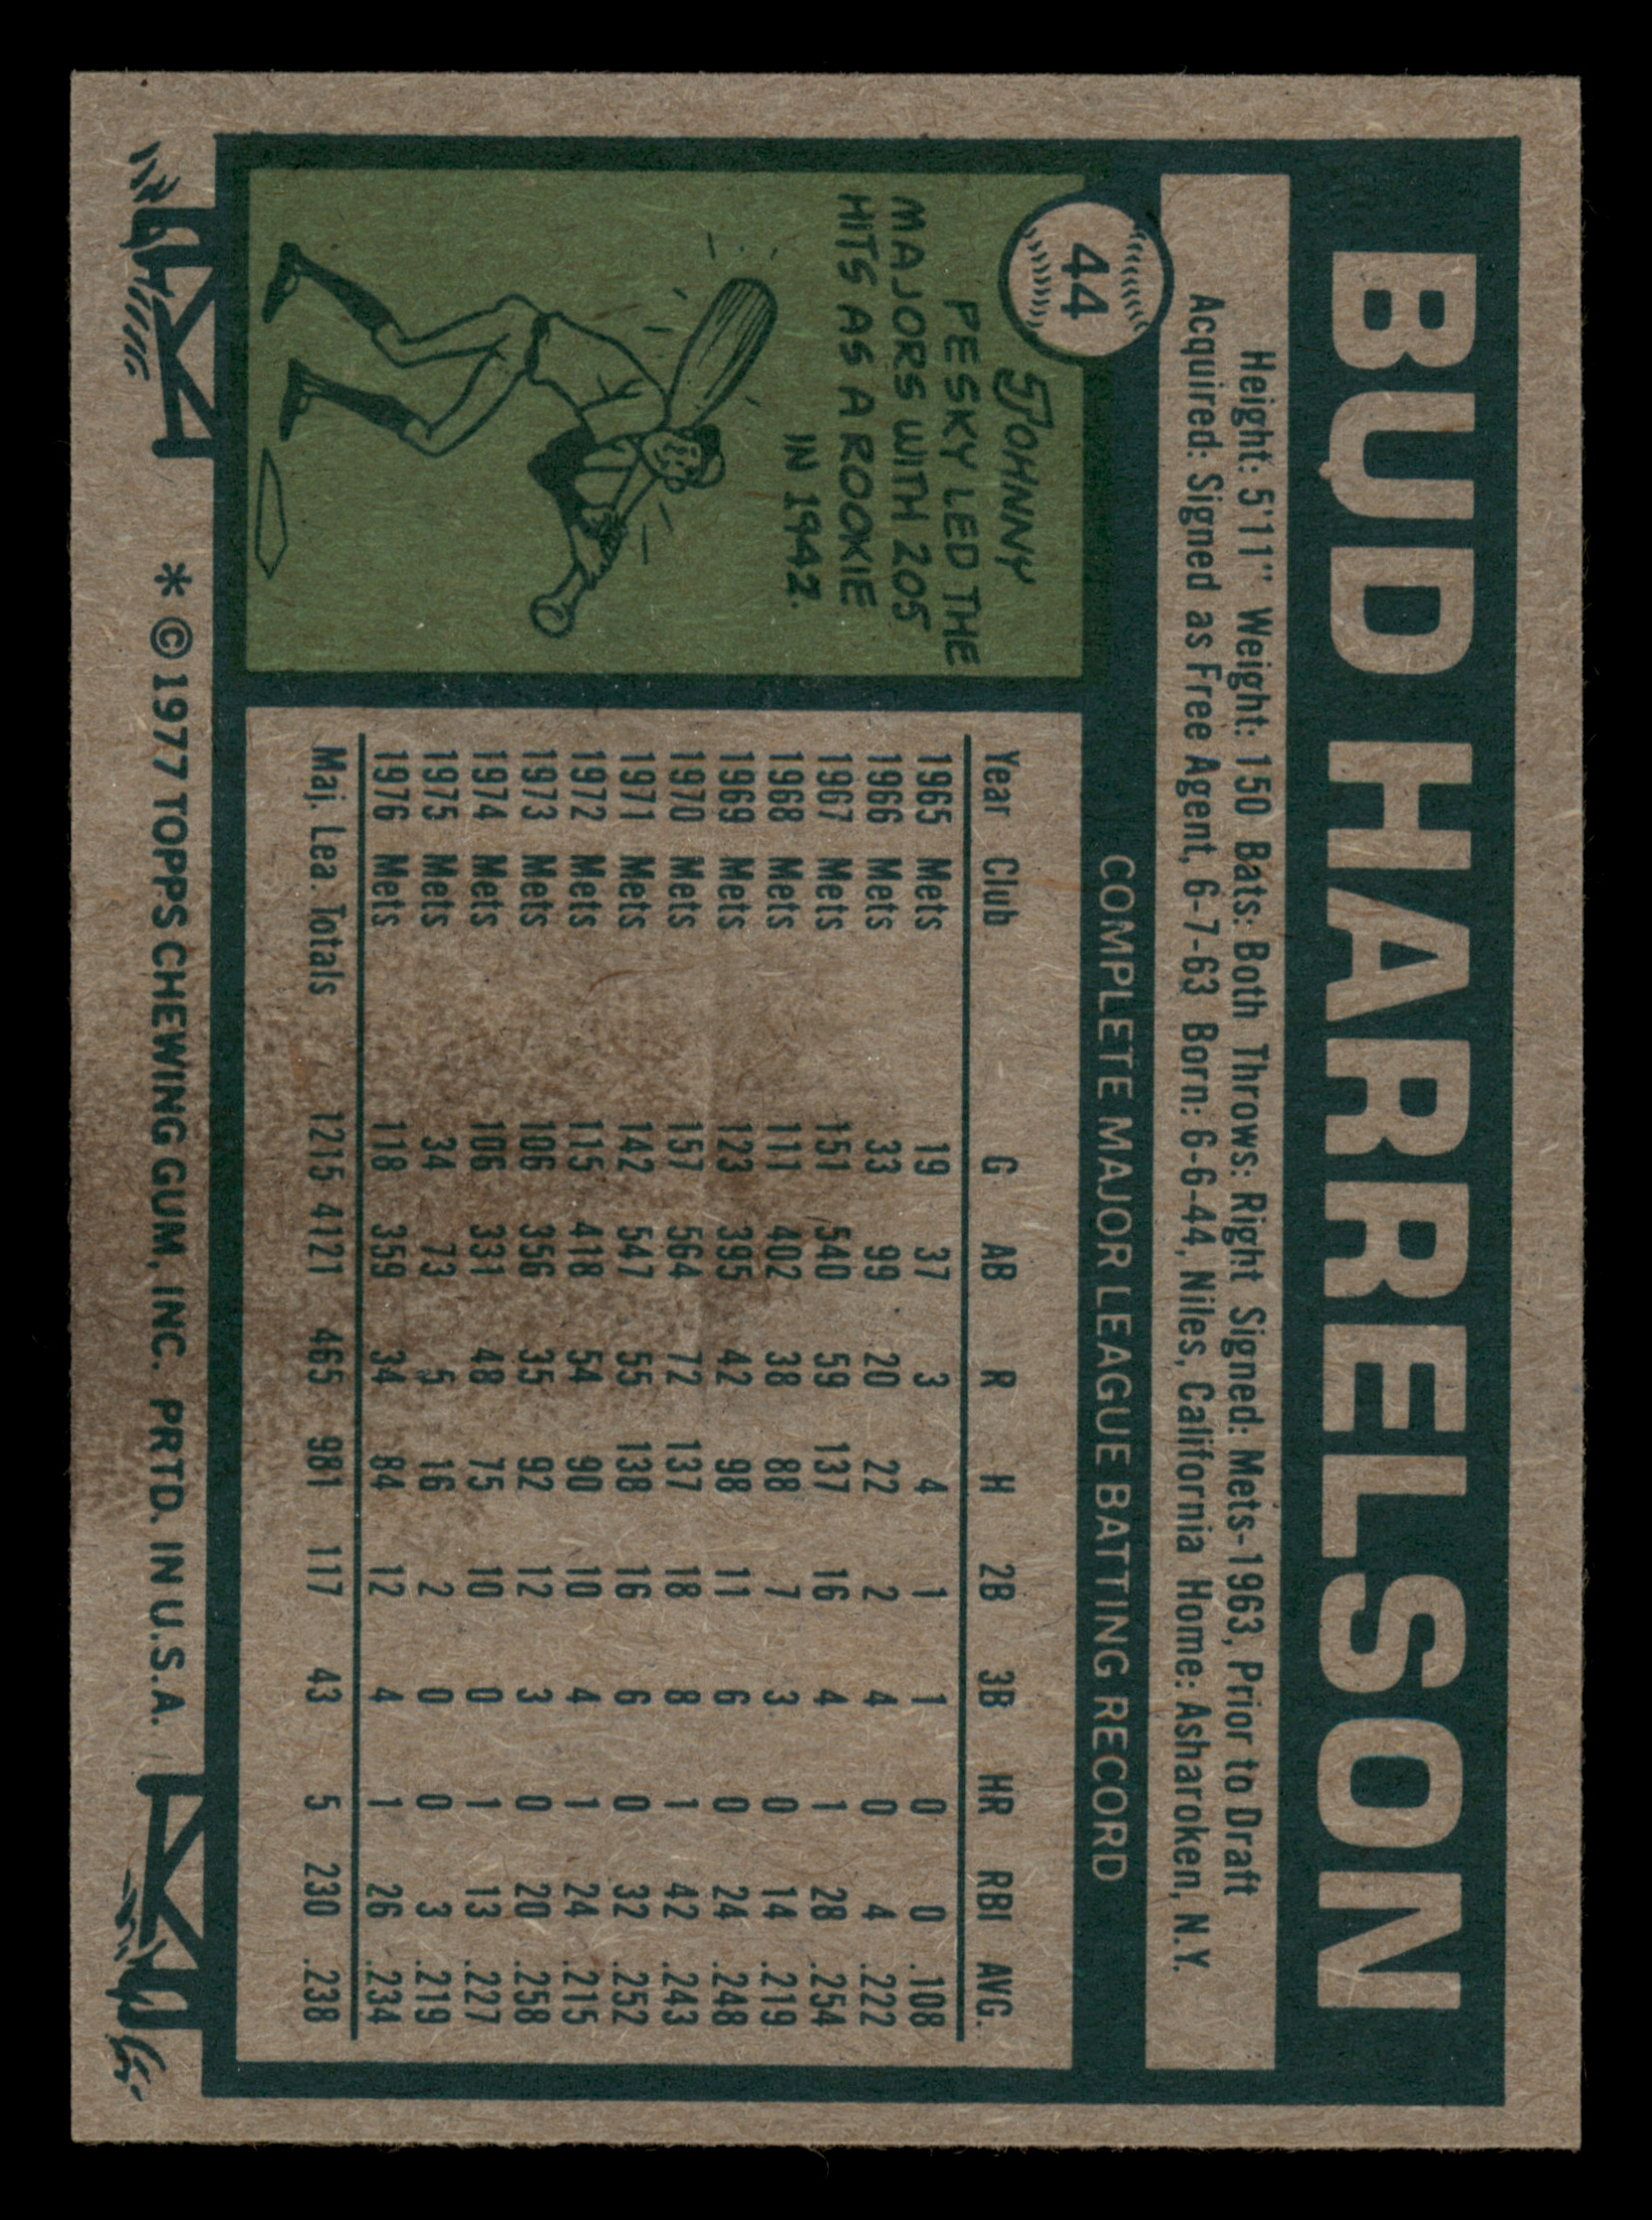 BUD HARRELSON
44
Height: 5'11" Weight: 150 Bats: Both Throws: Right Signed: Mets-1963, Prior to Draft
Acquired: Signed as Free Agent, 6-7-63 Born: 6-6-44, Niles, California Home: Asharoken, N.Y.
COMPLETE MAJOR LEAGUE BATTING RECORD
JOHNNY
PESKY LED THE
MAJORS WITH 205
HITS AS A ROOKIE
IN 1942.
Year Club G AB R H 2B 3B HR RBI AVG.
1965 Mets 19 37 3 4 1 1 0 0 .108
1966 Mets 33 99 20 22 2 4 0 4 .222
1967 Mets 151 540 59 137 16 4 1 28 .254
1968 Mets 111 402 38 88 7 3 0 14 .219
1969 Mets 123 395 42 98 11 6 0 24 .248
1970 Mets 157 564 72 137 18 8 1 42 .243
1971 Mets 142 547 55 138 16 6 0 32 .252
1972 Mets 115 418 54 90 10 4 1 24 .215
1973 Mets 106 356 35 92 12 3 0 20 .258
1974 Mets 106 331 48 75 10 0 1 13 .227
1975 Mets 34 73 5 16 2 0 0 3 .219
1976 Mets 118 359 34 84 12 4 1 26 .234
Maj. Lea. Totals 1215 4121 465 981 117 43 5 230 .238
* © 1977 TOPPS CHEWING GUM, INC. PRTD. IN U.S.A.